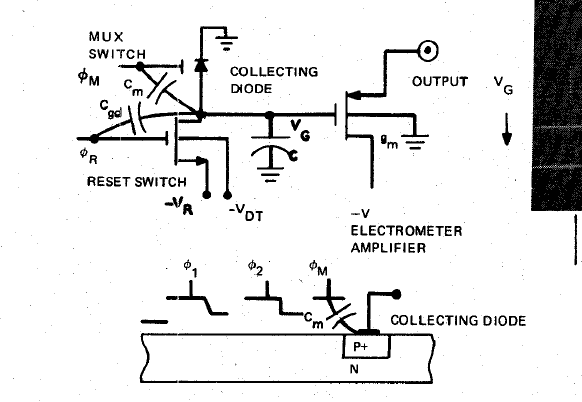 MUX
SWITCH
φM
Cm
Cgd
φR
RESET SWITCH
-VR
-VDT
COLLECTING
DIODE
VG
C
gm
OUTPUT
VG
-V
ELECTROMETER
AMPLIFIER
φ1
φ2
φM
Cm
COLLECTING DIODE
P+
N